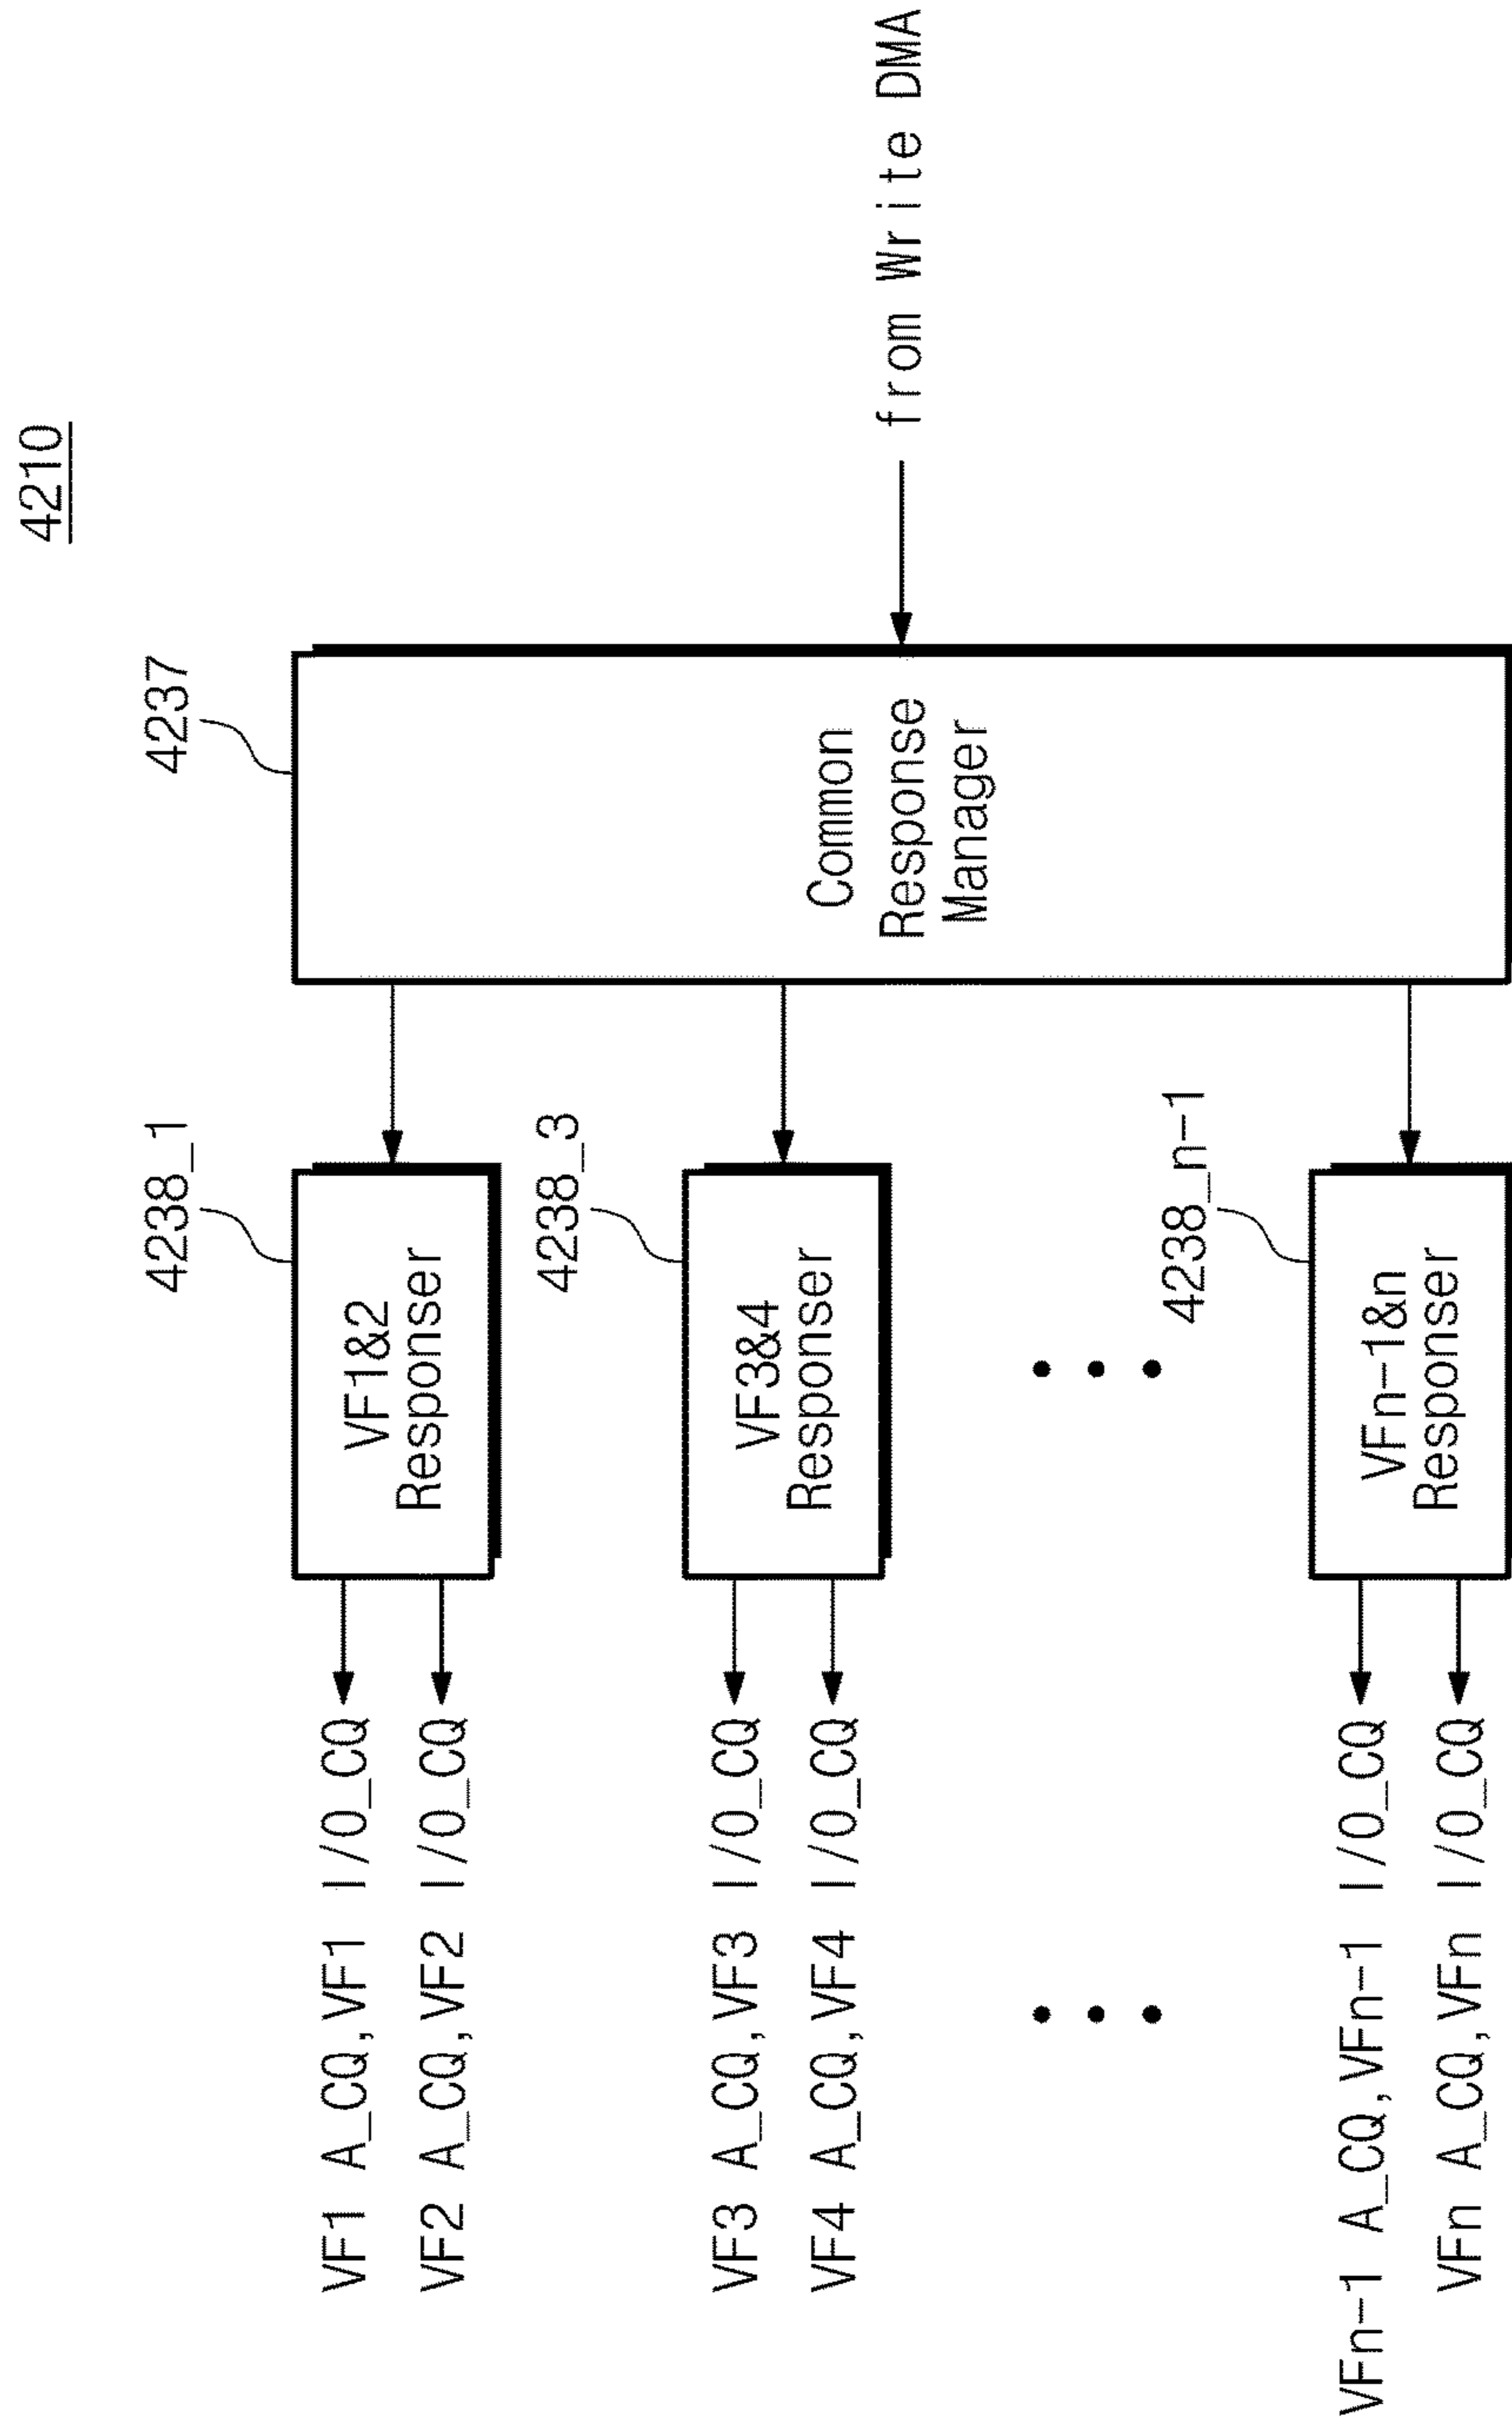 4210
4237
4238_1
4238_3
4238_n-1
VF1 A_CQ,VF1 I/O_CQ
VF2 A_CQ,VF2 I/O_CQ
VF1&2
Responser
VF3 A_CQ,VF3 I/O_CQ
VF4 A_CQ,VF4 I/O_CQ
VF3&4
Responser
VFn-1 A_CQ,VFn-1 I/O_CQ
VFn A_CQ,VFn I/O_CQ
VFn-1&n
Responser
Common
Response
Manager
from Write DMA